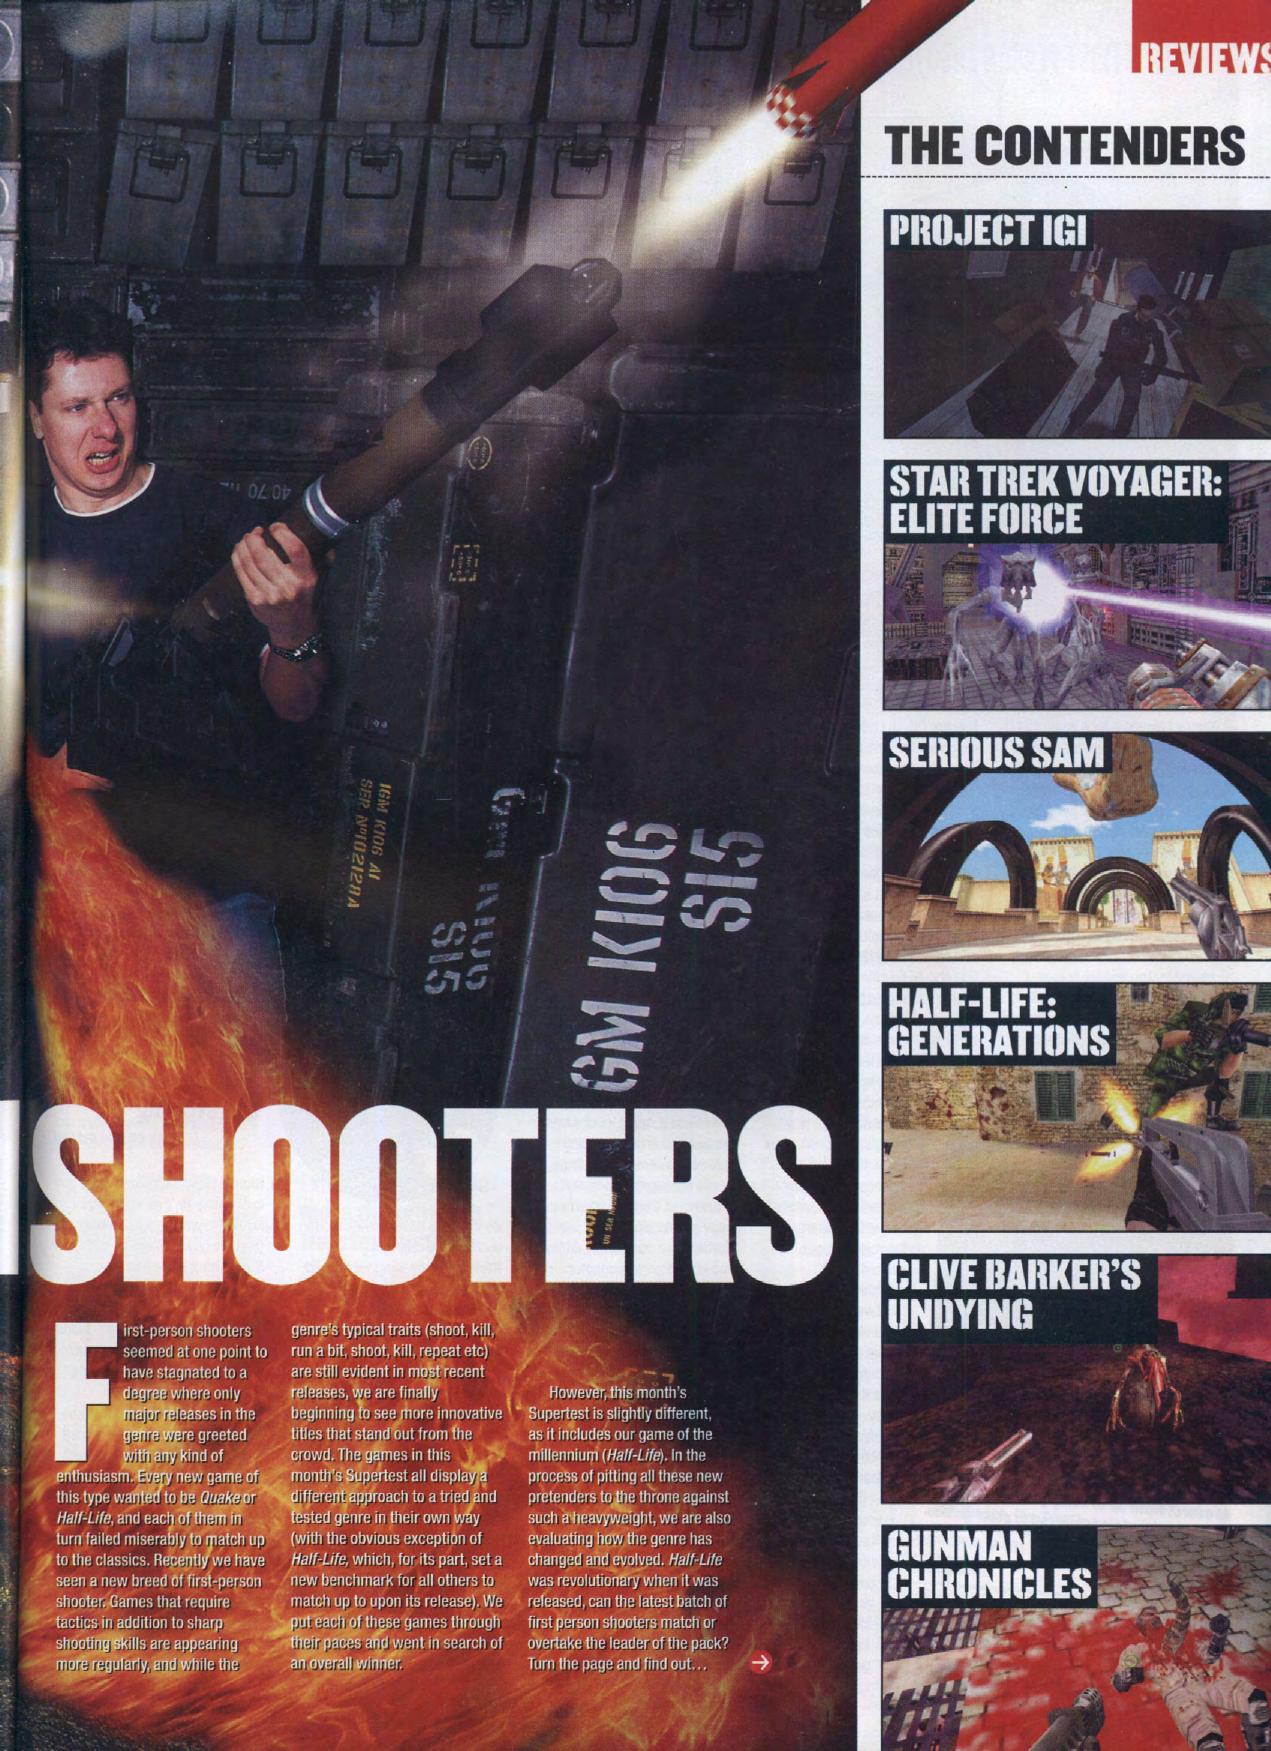 REVIEWS
THE CONTENDERS
PROJECT IGI
STAR TREK VOYAGER:
ELITE FORCE
SERIOUS SAM
HALF-LIFE:
GENERATIONS
CLIVE BARKER'S
UNDYING
GUNMAN
CHRONICLES
40 70
IGM KIOG AI
SER
GM KIOG
SI5
SI5
SHOOTERS
First-person shooters
seemed at one point to
have stagnated to a
degree where only
major releases in the
genre were greeted
with any kind of
enthusiasm. Every new game of
this type wanted to be Quake or
Half-Life, and each of them in
turn failed miserably to match up
to the classics. Recently we have
seen a new breed of first-person
shooter. Games that require
tactics in addition to sharp
shooting skills are appearing
more regularly, and while the
genre's typical traits (shoot, kill,
run a bit, shoot, kill, repeat etc)
are still evident in most recent
releases, we are finally
beginning to see more innovative
titles that stand out from the
crowd. The games in this
month's Supertest all display a
different approach to a tried and
tested genre in their own way
(with the obvious exception of
Half-Life, which, for its part, set a
new benchmark for all others to
match up to upon its release). We
put each of these games through
their paces and went in search of
an overall winner.
However, this month's
Supertest is slightly different,
as it includes our game of the
millennium (Half-Life). In the
process of pitting all these new
pretenders to the throne against
such a heavyweight, we are also
evaluating how the genre has
changed and evolved. Half-Life
was revolutionary when it was
released, can the latest batch of
first person shooters match or
overtake the leader of the pack?
Turn the page and find out...